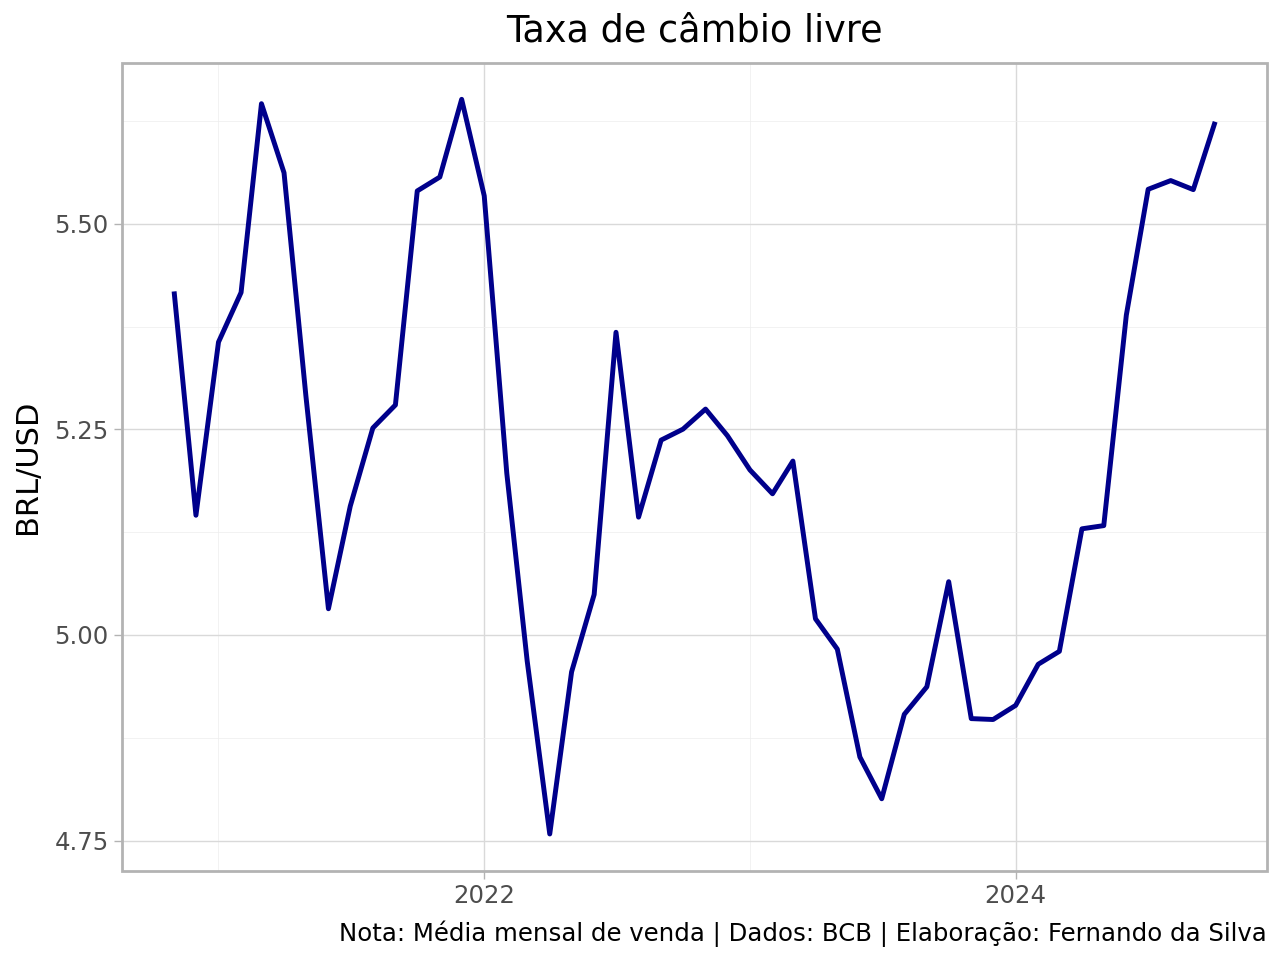 Taxa de câmbio livre
BRL/USD
5.50
5.25
5.00
4.75
2022
2024
Nota: Média mensal de venda | Dados: BCB | Elaboração: Fernando da Silva